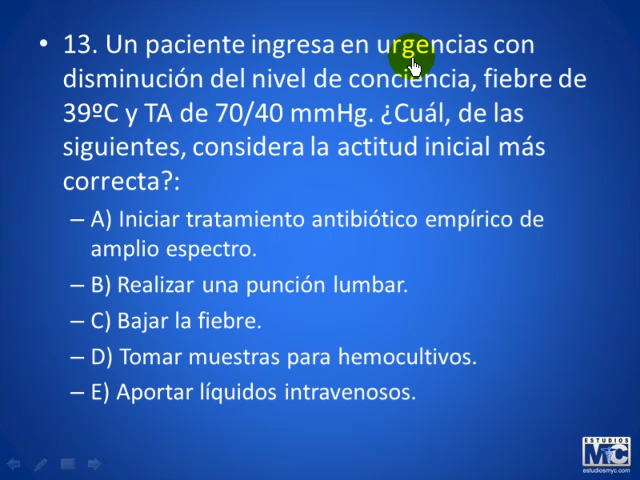 • 13. Un paciente ingresa en urgencias con
disminución del nivel de conciencia, fiebre de
39ºC y TA de 70/40 mmHg. ¿Cuál, de las
siguientes, considera la actitud inicial más
correcta?:
– A) Iniciar tratamiento antibiótico empírico de
amplio espectro.
– B) Realizar una punción lumbar.
– C) Bajar la fiebre.
– D) Tomar muestras para hemocultivos.
– E) Aportar líquidos intravenosos.
ESTUDIOS
MYC
estudiosmyc.com